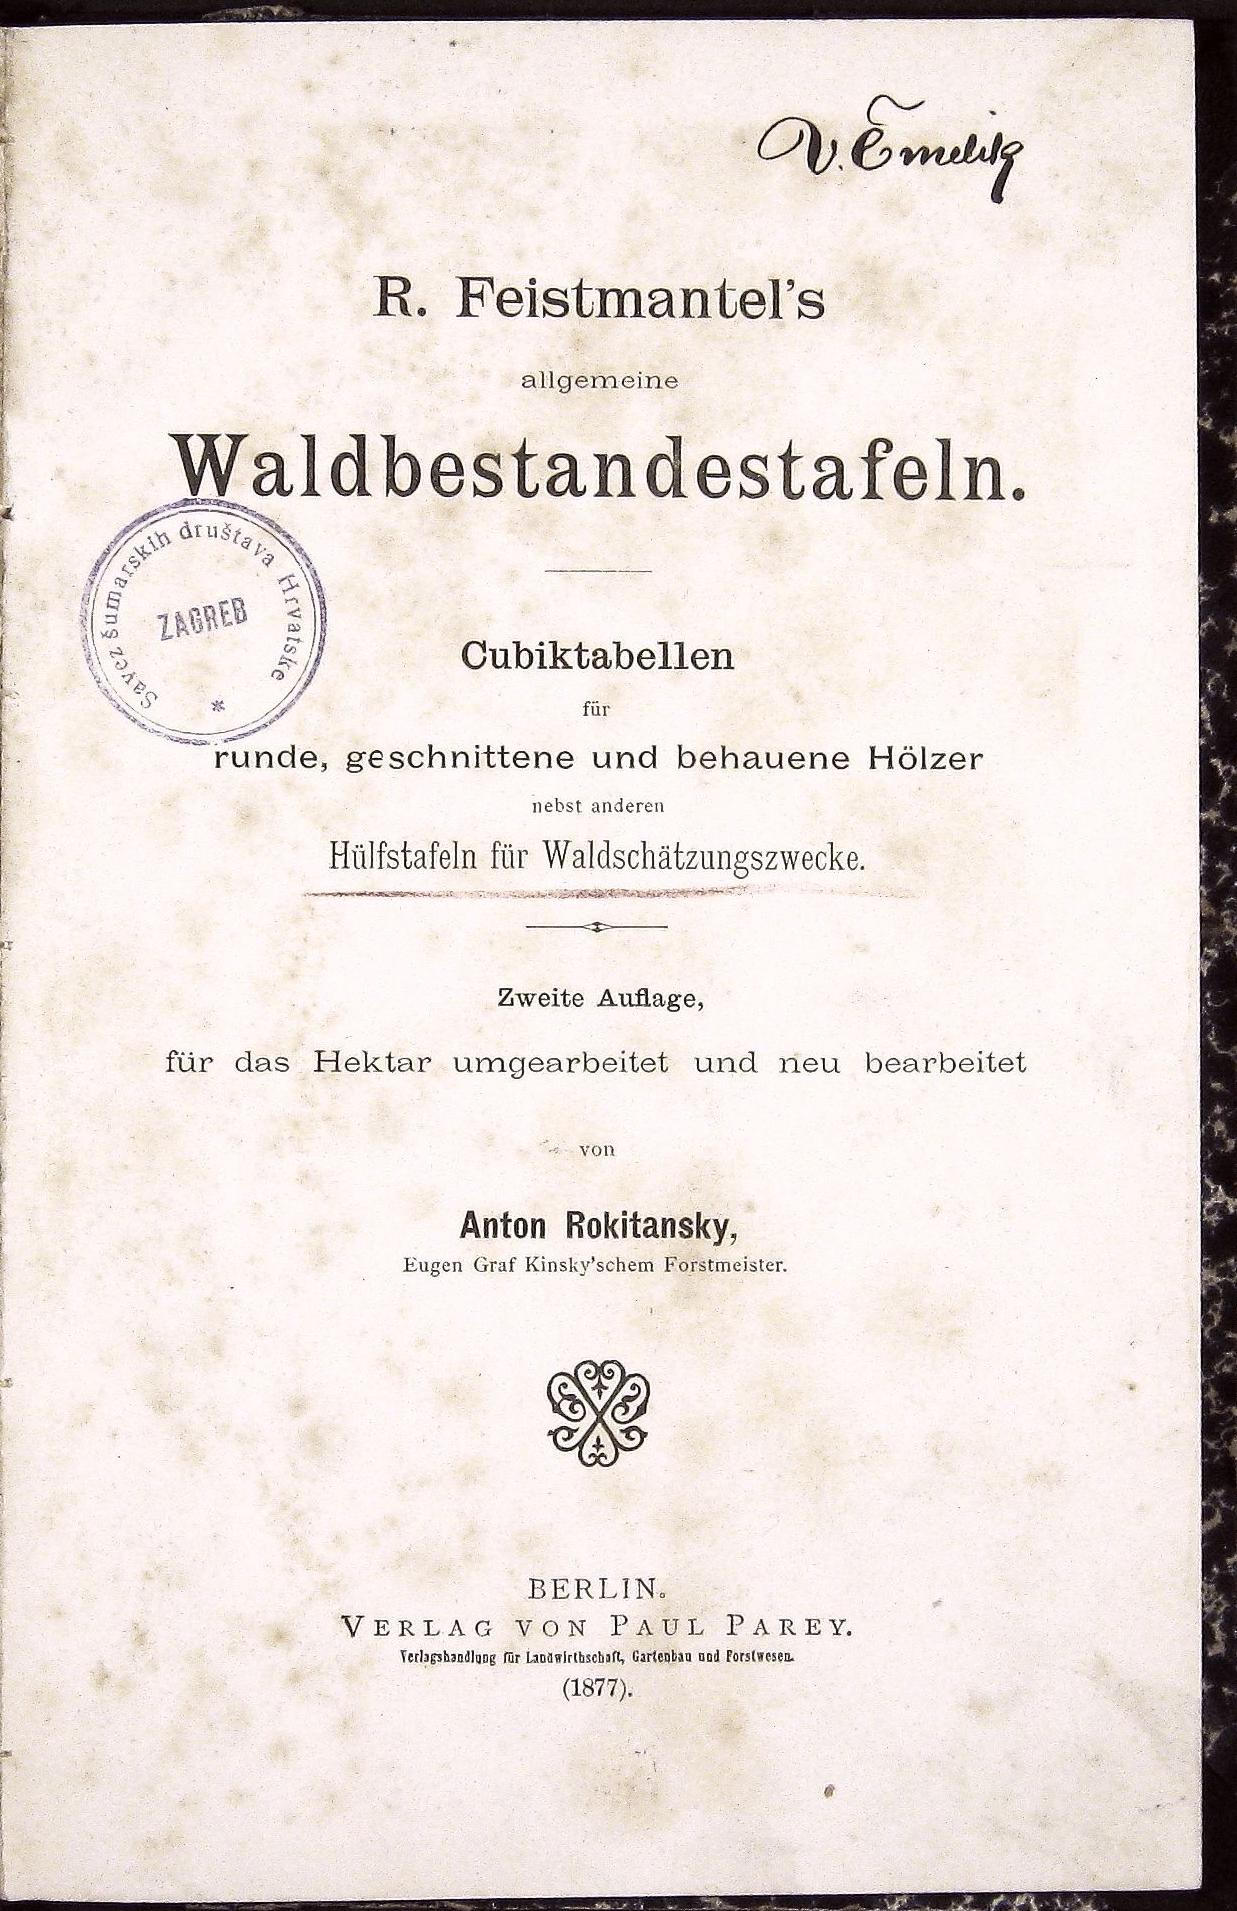 V. Čmelik
R. Feistmantel's
allgemeine
Waldbestandestafeln.
Savez šumarskih društava Hrvatske
ZAGREB
*
Cubiktabellen
für
runde, geschnittene und behauene Hölzer
nebst anderen
Hülfstafeln für Waldschätzungszwecke.
Zweite Auflage,
für das Hektar umgearbeitet und neu bearbeitet
von
Anton Rokitansky,
Eugen Graf Kinsky'schem Forstmeister.
BERLIN.
VERLAG VON PAUL PAREY.
Verlagshandlung für Landwirthschaft, Gartenbau und Forstwesen.
(1877).